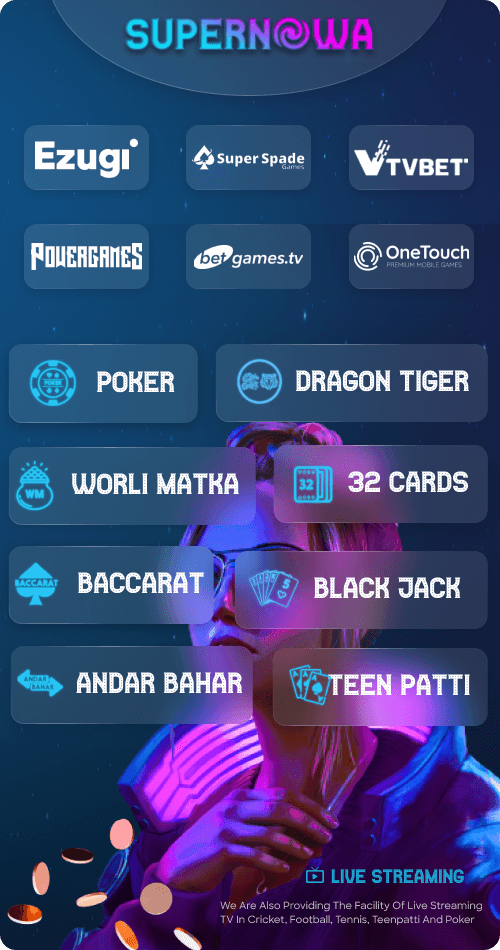 SUPERNOWA
Ezugi
Super Spade
Games
TVBET
POWERGAMES
betgames.tv
OneTouch
PREMIUM MOBILE GAMES
POKER
POKER
DRAGON TIGER
WM
WORLI MATKA
32
32 CARDS
BACCARAT
BACCARAT
5
BLACK JACK
ANDAR
BAHAR
ANDAR BAHAR
A A A
TEEN PATTI
LIVE STREAMING
We Are Also Providing The Facility Of Live Streaming
TV In Cricket, Football, Tennis, Teenpatti And Poker